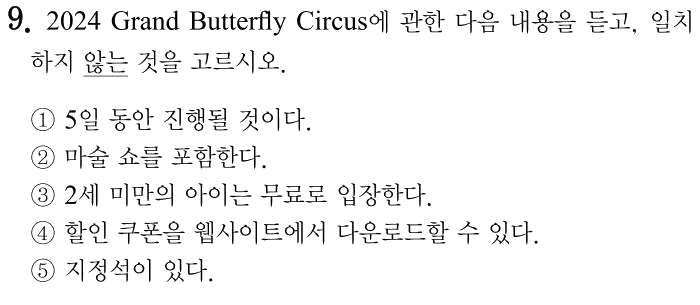 9. 2024 Grand Butterfly Circus에 관한 다음 내용을 듣고, 일치
하지 않는 것을 고르시오.
① 5일 동안 진행될 것이다.
② 마술 쇼를 포함한다.
③ 2세 미만의 아이는 무료로 입장한다.
④ 할인 쿠폰을 웹사이트에서 다운로드할 수 있다.
⑤ 지정석이 있다.